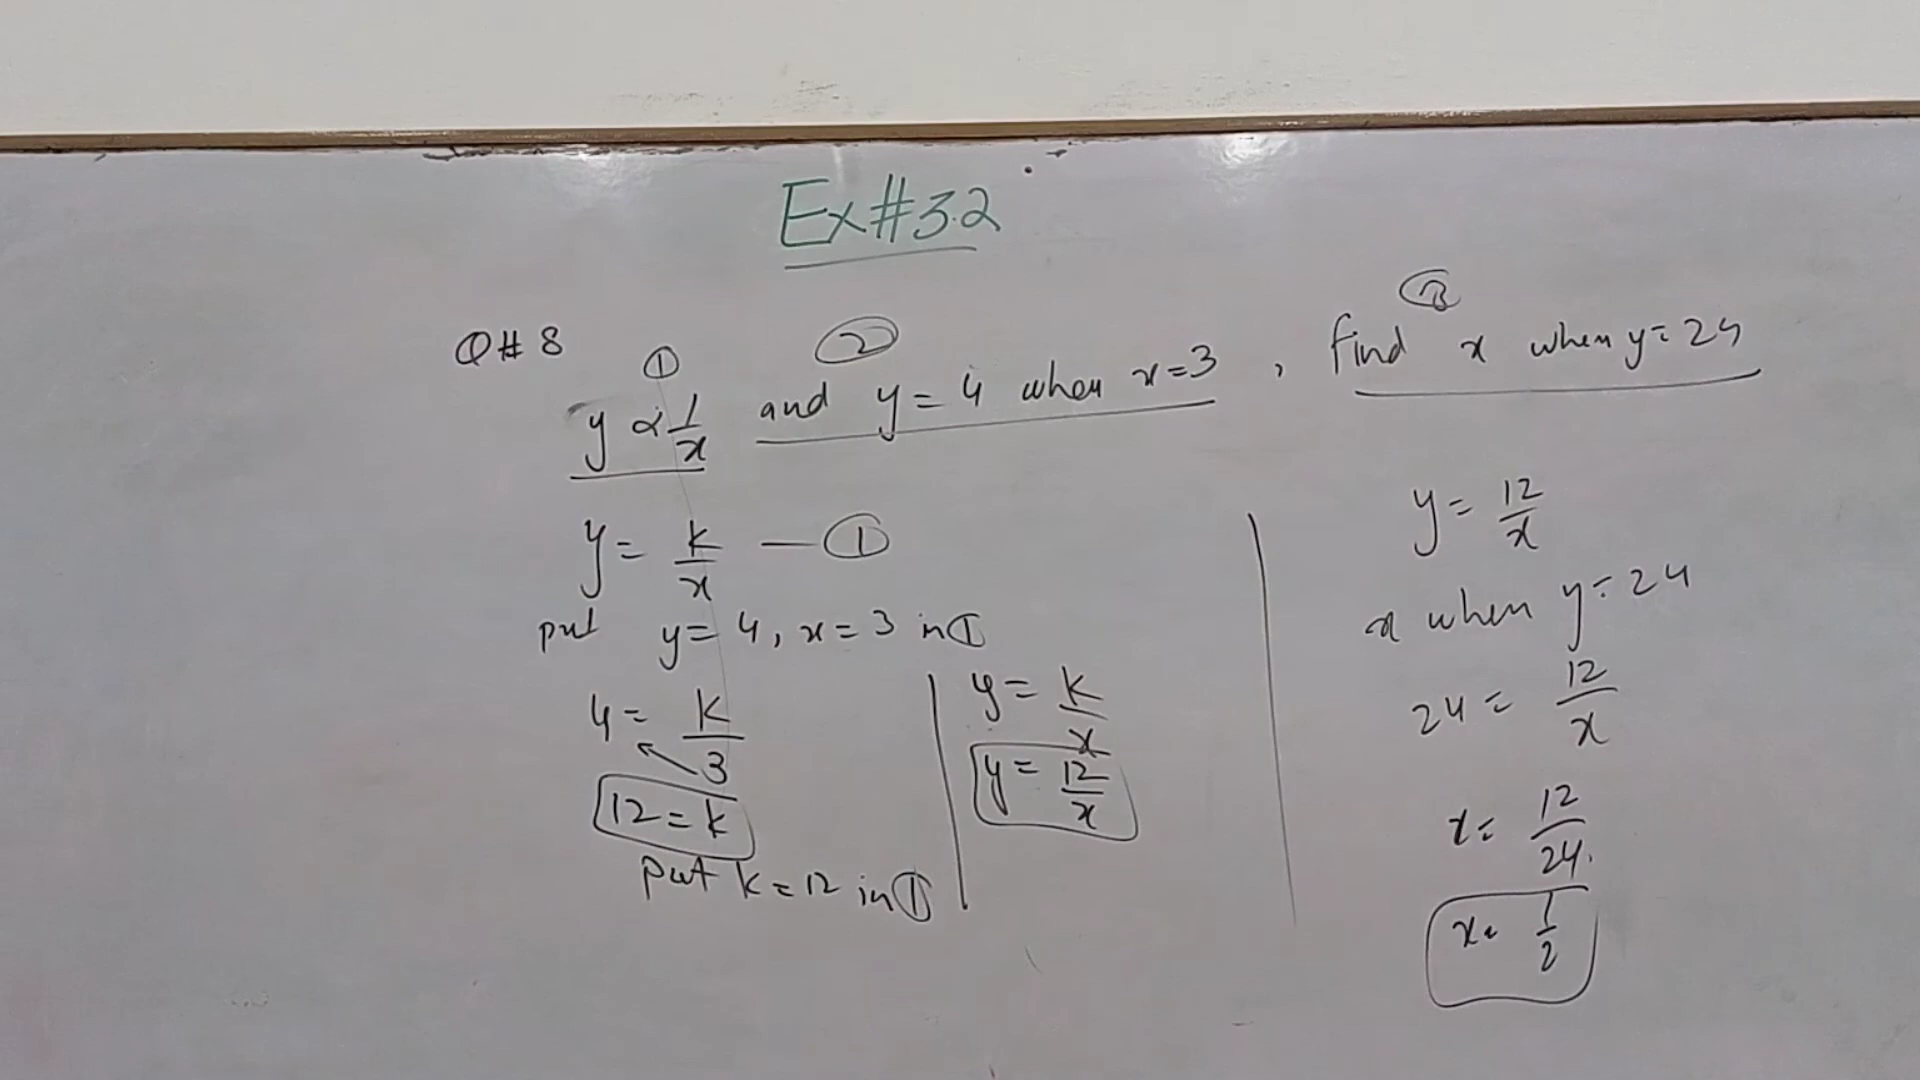 Ex#3.2
Q#8
① ② ③
y ∝ 1/x and y = 4 when x = 3 , find x when y = 24
y = k/x — ①
put y = 4, x = 3 in ①
4 = k/3
12 = k
put k = 12 in ①
y = k/x
y = 12/x
y = 12/x
x when y = 24
24 = 12/x
x = 12/24
x = 1/2